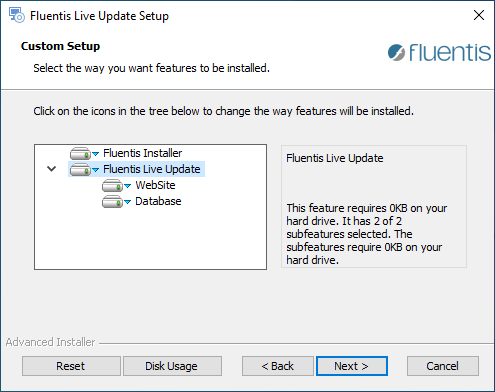 Fluentis Live Update Setup
Custom Setup
Select the way you want features to be installed.
fluentis
Click on the icons in the tree below to change the way features will be installed.
Fluentis Installer
Fluentis Live Update
WebSite
Database
Fluentis Live Update
This feature requires 0KB on your
hard drive. It has 2 of 2
subfeatures selected. The
subfeatures require 0KB on your
hard drive.
Advanced Installer
Reset
Disk Usage
< Back
Next >
Cancel